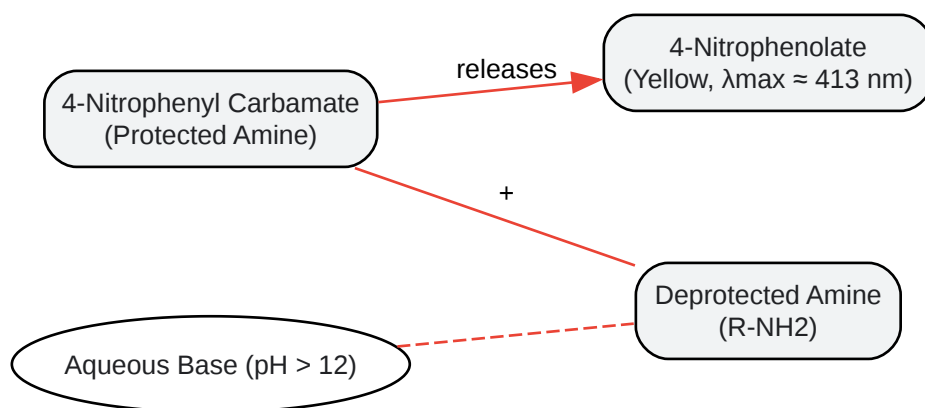 4-Nitrophenolate
(Yellow, λmax ≈ 413 nm)
releases
4-Nitrophenyl Carbamate
(Protected Amine)
+
Deprotected Amine
(R-NH2)
Aqueous Base (pH > 12)